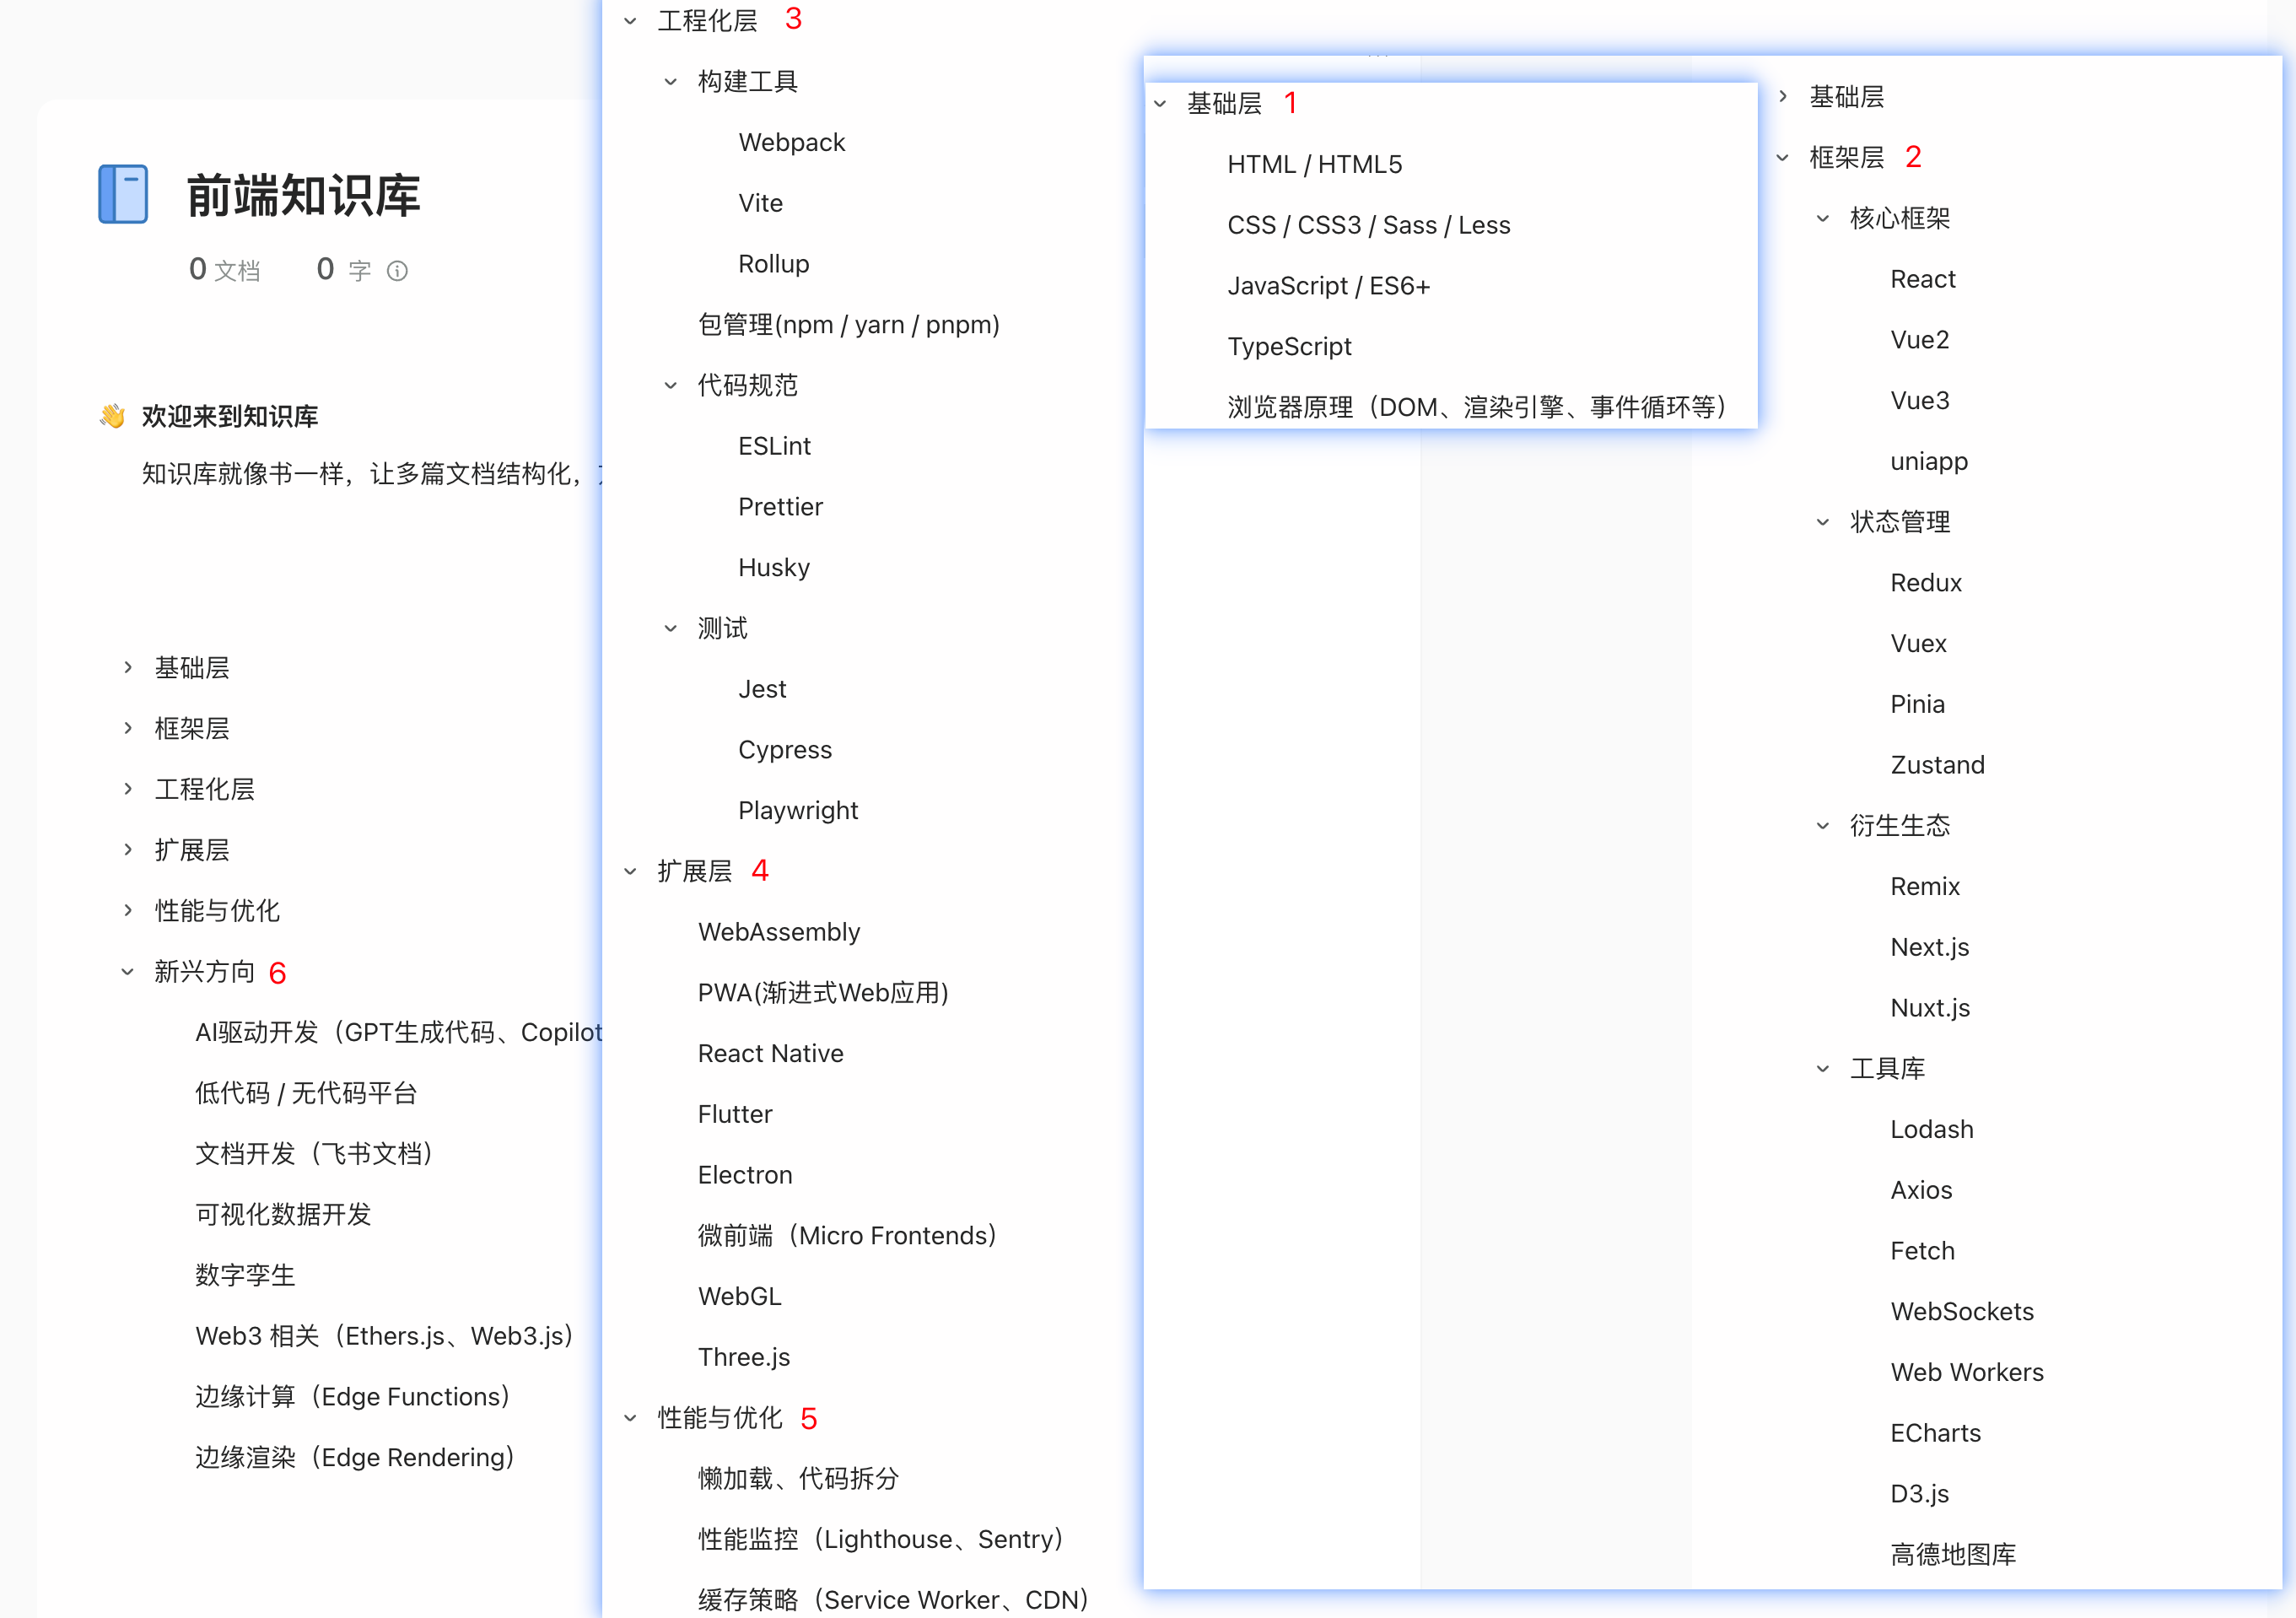 前端知识库
0 文档 0 字
👋 欢迎来到知识库
知识库就像书一样，让多篇文档结构化，
基础层
框架层
工程化层
扩展层
性能与优化
新兴方向 6
AI驱动开发（GPT生成代码、Copilot
低代码 / 无代码平台
文档开发（飞书文档）
可视化数据开发
数字孪生
Web3 相关（Ethers.js、Web3.js）
边缘计算（Edge Functions）
边缘渲染（Edge Rendering）
工程化层 3
构建工具
Webpack
Vite
Rollup
包管理(npm / yarn / pnpm)
代码规范
ESLint
Prettier
Husky
测试
Jest
Cypress
Playwright
扩展层 4
WebAssembly
PWA(渐进式Web应用)
React Native
Flutter
Electron
微前端（Micro Frontends）
WebGL
Three.js
性能与优化 5
懒加载、代码拆分
性能监控（Lighthouse、Sentry）
缓存策略（Service Worker、CDN）
基础层 1
HTML / HTML5
CSS / CSS3 / Sass / Less
JavaScript / ES6+
TypeScript
浏览器原理（DOM、渲染引擎、事件循环等）
基础层
框架层 2
核心框架
React
Vue2
Vue3
uniapp
状态管理
Redux
Vuex
Pinia
Zustand
衍生生态
Remix
Next.js
Nuxt.js
工具库
Lodash
Axios
Fetch
WebSockets
Web Workers
ECharts
D3.js
高德地图库